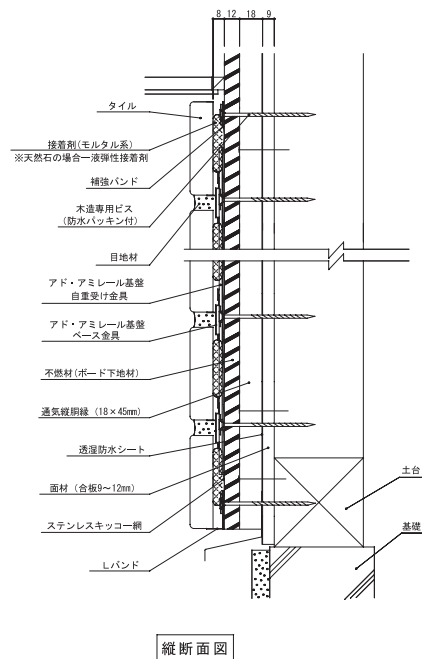 8 12 18 9
タイル
接着剤(モルタル系)
※天然石の場合一液弾性接着剤
補強バンド
木造専用ビス
(防水パッキン付)
目地材
アド・アミレール基盤
自重受け金具
アド・アミレール基盤
ベース金具
不燃材(ボード下地材)
通気縦胴縁(18×45mm)
透湿防水シート
面材(合板9〜12mm)
土台
ステンレスキッコー網
基礎
Lバンド
縦断面図